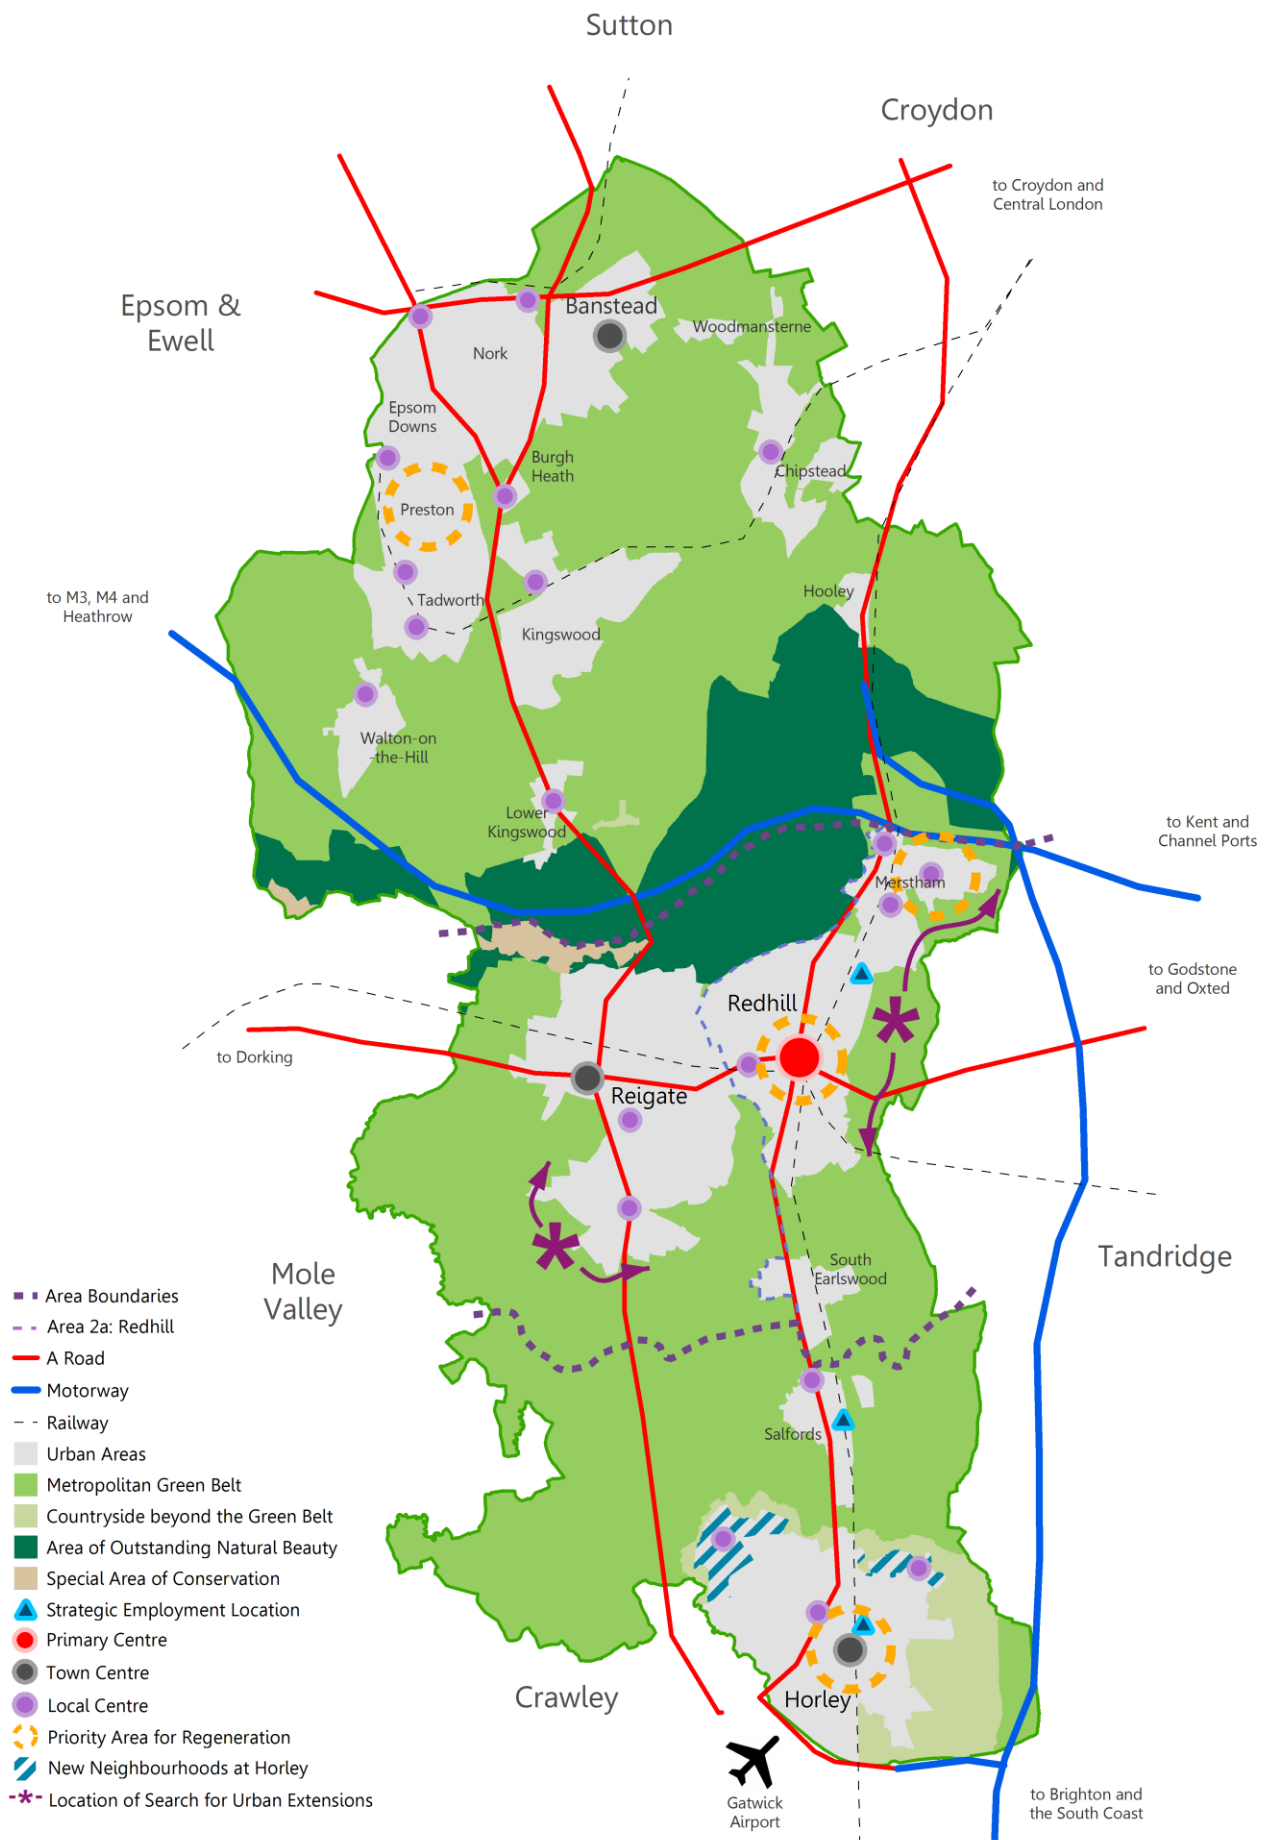 Sutton
Croydon
to Croydon and
Central London
Epsom &
Ewell
Banstead
Woodmansterne
Nork
Epsom
Downs
Burgh
Heath
Chipstead
Preston
to M3, M4 and
Heathrow
Tadworth
Hooley
Kingswood
Walton-on
-the-Hill
Lower
Kingswood
to Kent and
Channel Ports
Merstham
to Godstone
and Oxted
Redhill
to Dorking
Reigate
Tandridge
Mole
Valley
South
Earlswood
Salfords
Crawley
Horley
Gatwick
Airport
to Brighton and
the South Coast
Area Boundaries
Area 2a: Redhill
A Road
Motorway
Railway
Urban Areas
Metropolitan Green Belt
Countryside beyond the Green Belt
Area of Outstanding Natural Beauty
Special Area of Conservation
Strategic Employment Location
Primary Centre
Town Centre
Local Centre
Priority Area for Regeneration
New Neighbourhoods at Horley
Location of Search for Urban Extensions